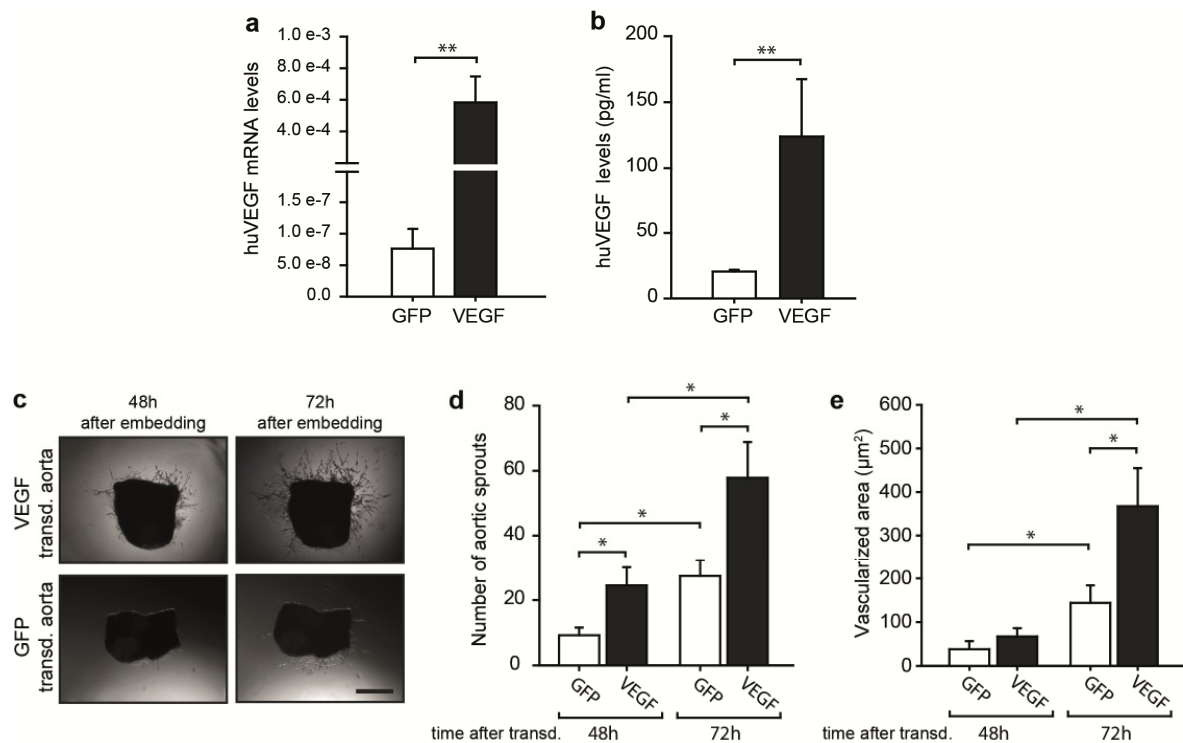 a
huVEGF mRNA levels
1.0 e-3
8.0 e-4
6.0 e-4
4.0 e-4
1.5 e-7
1.0 e-7
5.0 e-8
0.0
**
GFP VEGF
b
huVEGF levels (pg/ml)
200
150
100
50
0
**
GFP VEGF
c
48h
after embedding
72h
after embedding
VEGF
transd. aorta
GFP
transd. aorta
d
Number of aortic sprouts
80
60
40
20
0
*
*
*
*
GFP VEGF GFP VEGF
time after transd. 48h 72h
e
Vascularized area (µm²)
600
500
400
300
200
100
0
*
*
*
GFP VEGF GFP VEGF
time after transd. 48h 72h